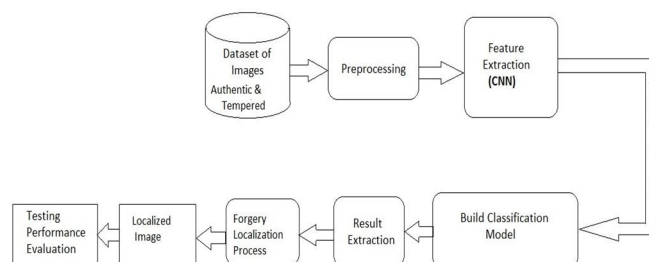 Dataset of
Images
Authentic &
Tempered
Preprocessing
Feature
Extraction
(CNN)
Build Classification
Model
Result
Extraction
Forgery
Localization
Process
Localized
Image
Testing
Performance
Evaluation